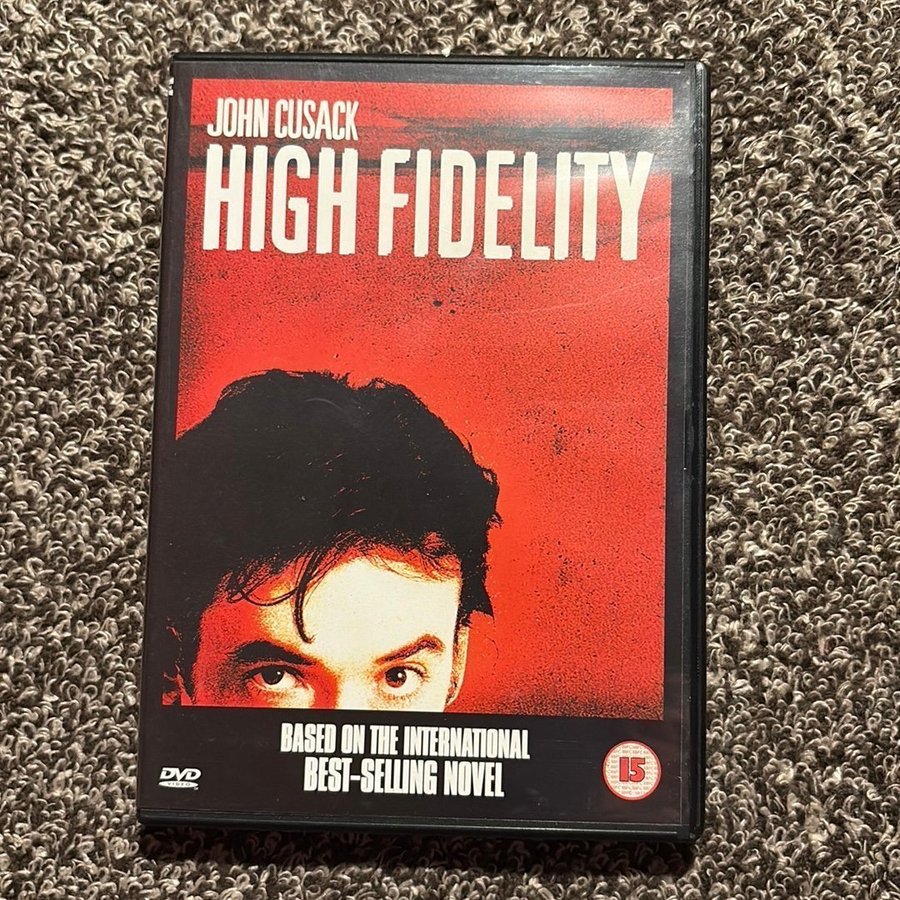 JOHN CUSACK
HIGH FIDELITY
BASED ON THE INTERNATIONAL
BEST-SELLING NOVEL
DVD
VIDEO
15